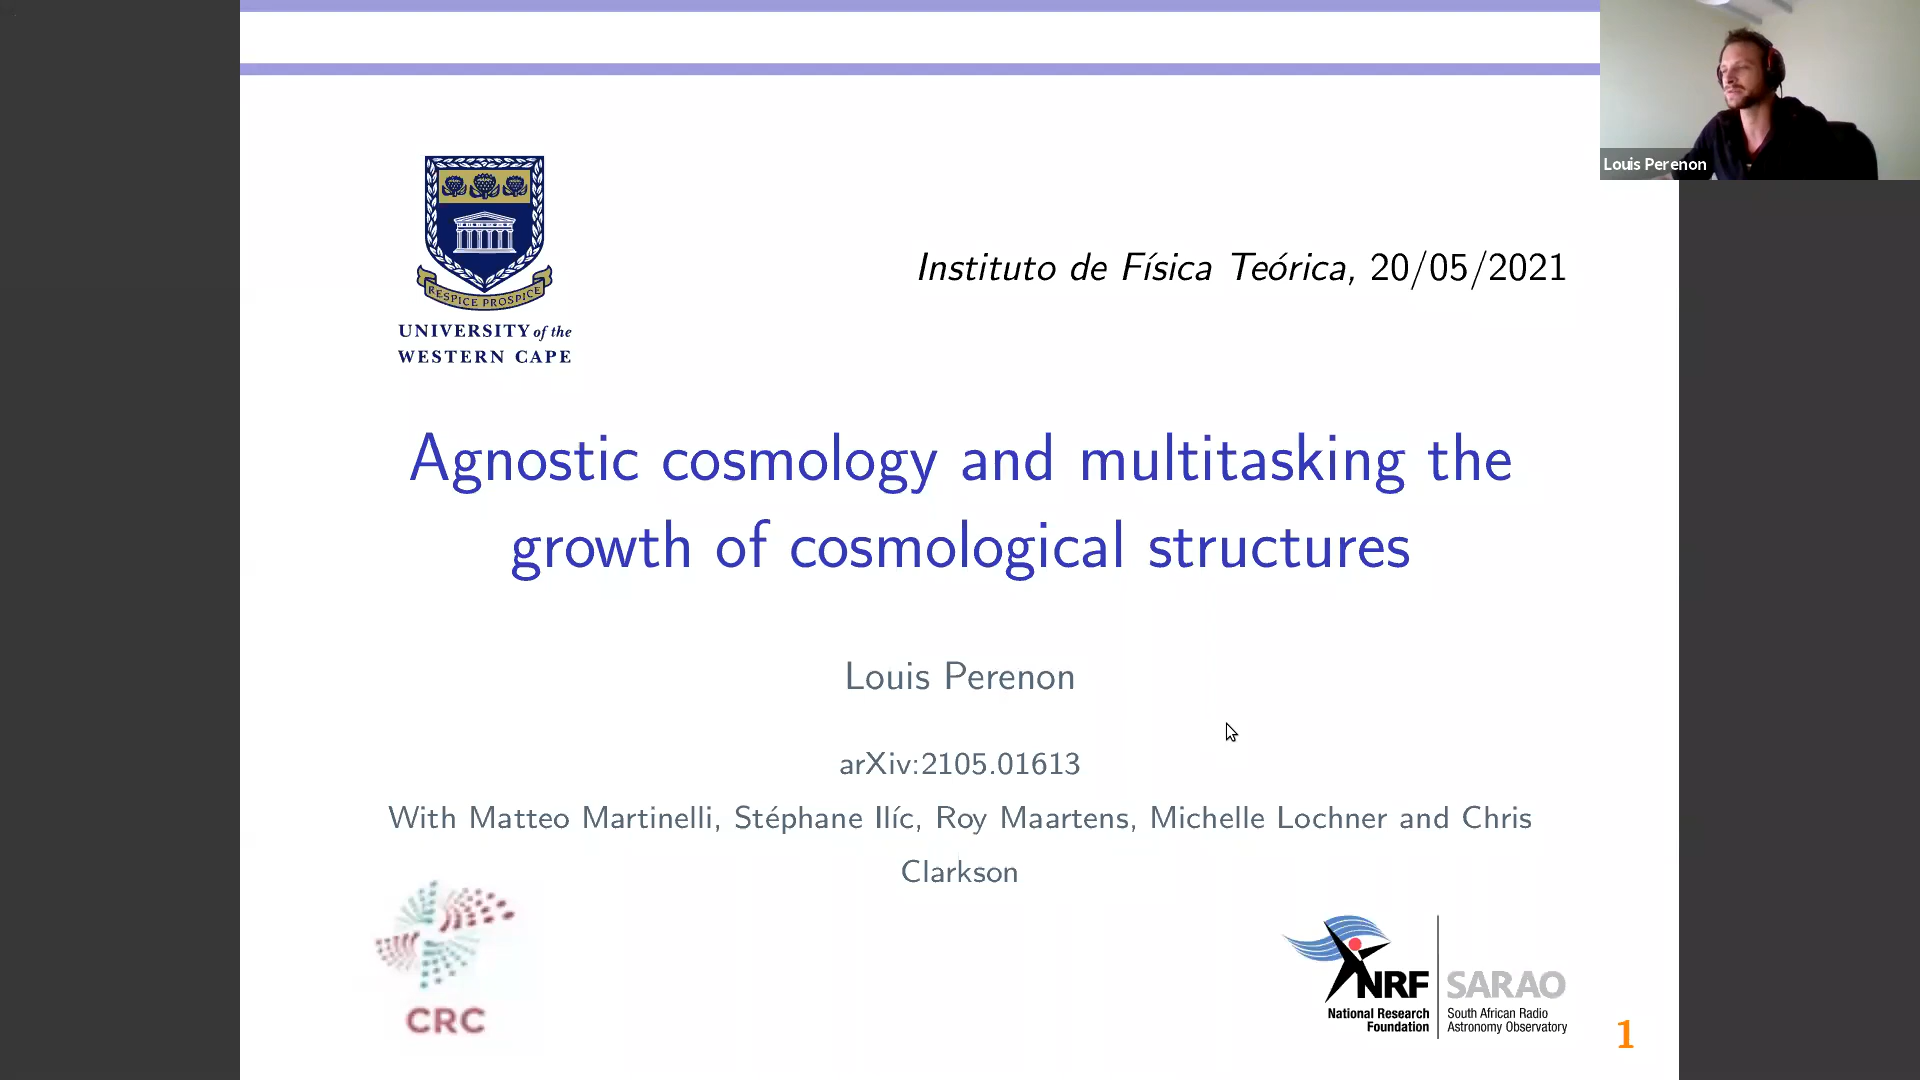 Louis Perenon
RESPICE PROSPICE
UNIVERSITY of the
WESTERN CAPE
Instituto de Física Teórica, 20/05/2021
Agnostic cosmology and multitasking the
growth of cosmological structures
Louis Perenon
arXiv:2105.01613
With Matteo Martinelli, Stéphane Ilíc, Roy Maartens, Michelle Lochner and Chris
Clarkson
CRC
NRF
National Research
Foundation
SARAO
South African Radio
Astronomy Observatory
1